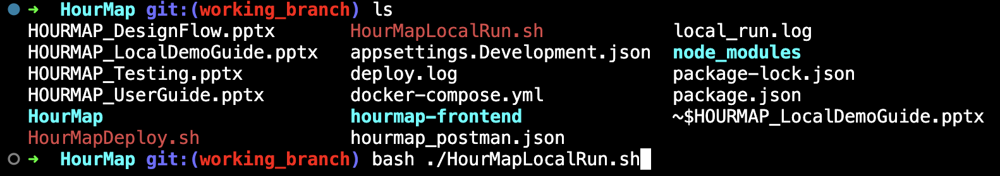 ➜ HourMap git:(working_branch) ls
HOURMAP_DesignFlow.pptx HourMapLocalRun.sh local_run.log
HOURMAP_LocalDemoGuide.pptx appsettings.Development.json node_modules
HOURMAP_Testing.pptx deploy.log package-lock.json
HOURMAP_UserGuide.pptx docker-compose.yml package.json
HourMap hourmap-frontend ~$HOURMAP_LocalDemoGuide.pptx
HourMapDeploy.sh hourmap_postman.json
➜ HourMap git:(working_branch) bash ./HourMapLocalRun.sh